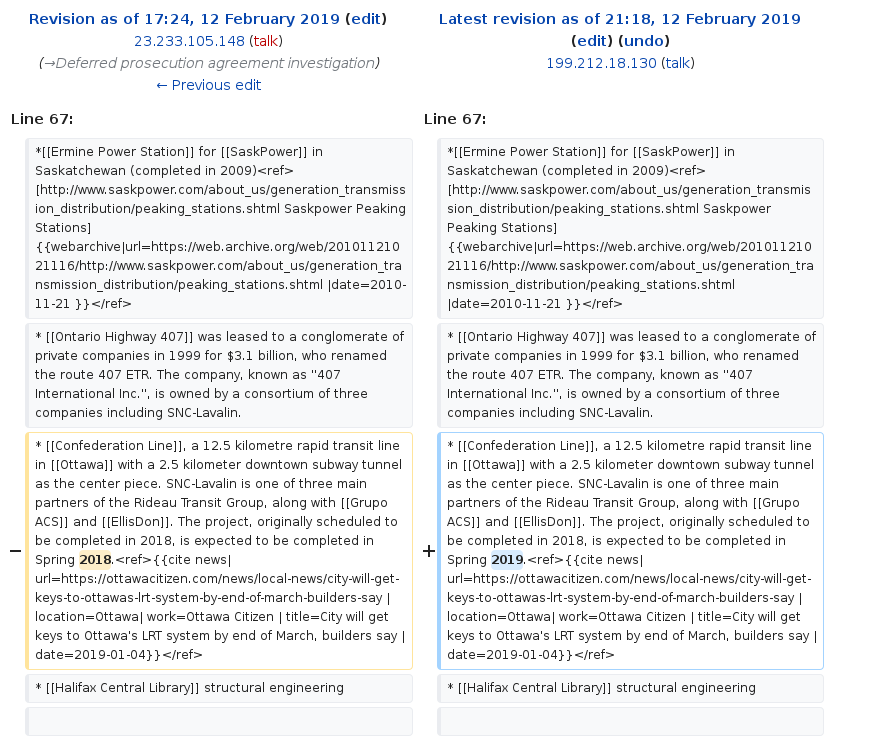 Revision as of 17:24, 12 February 2019 (edit)
23.233.105.148 (talk)
(→Deferred prosecution agreement investigation)
← Previous edit
Latest revision as of 21:18, 12 February 2019
(edit) (undo)
199.212.18.130 (talk)
Line 67:
*[[Ermine Power Station]] for [[SaskPower]] in
Saskatchewan (completed in 2009)<ref>
[http://www.saskpower.com/about_us/generation_transmiss
ion_distribution/peaking_stations.shtml Saskpower Peaking
Stations]
{{webarchive|url=https://web.archive.org/web/201011210
21116/http://www.saskpower.com/about_us/generation_tra
nsmission_distribution/peaking_stations.shtml |date=2010-
11-21 }}</ref>
* [[Ontario Highway 407]] was leased to a conglomerate of
private companies in 1999 for $3.1 billion, who renamed
the route 407 ETR. The company, known as "407
International Inc.", is owned by a consortium of three
companies including SNC-Lavalin.
−
* [[Confederation Line]], a 12.5 kilometre rapid transit line
in [[Ottawa]] with a 2.5 kilometer downtown subway tunnel
as the center piece. SNC-Lavalin is one of three main
partners of the Rideau Transit Group, along with [[Grupo
ACS]] and [[EllisDon]]. The project, originally scheduled to
be completed in 2018, is expected to be completed in
Spring 2018.<ref>{{cite news|
url=https://ottawacitizen.com/news/local-news/city-will-get-
keys-to-ottawas-lrt-system-by-end-of-march-builders-say |
location=Ottawa| work=Ottawa Citizen | title=City will get
keys to Ottawa's LRT system by end of March, builders say |
date=2019-01-04}}</ref>
* [[Halifax Central Library]] structural engineering
Line 67:
*[[Ermine Power Station]] for [[SaskPower]] in
Saskatchewan (completed in 2009)<ref>
[http://www.saskpower.com/about_us/generation_transmis
sion_distribution/peaking_stations.shtml Saskpower
Peaking Stations]
{{webarchive|url=https://web.archive.org/web/201011210
21116/http://www.saskpower.com/about_us/generation_tra
nsmission_distribution/peaking_stations.shtml
|date=2010-11-21 }}</ref>
* [[Ontario Highway 407]] was leased to a conglomerate of
private companies in 1999 for $3.1 billion, who renamed
the route 407 ETR. The company, known as "407
International Inc.", is owned by a consortium of three
companies including SNC-Lavalin.
+
* [[Confederation Line]], a 12.5 kilometre rapid transit line
in [[Ottawa]] with a 2.5 kilometer downtown subway tunnel
as the center piece. SNC-Lavalin is one of three main
partners of the Rideau Transit Group, along with [[Grupo
ACS]] and [[EllisDon]]. The project, originally scheduled to
be completed in 2018, is expected to be completed in
Spring 2019.<ref>{{cite news|
url=https://ottawacitizen.com/news/local-news/city-will-get-
keys-to-ottawas-lrt-system-by-end-of-march-builders-say |
location=Ottawa| work=Ottawa Citizen | title=City will get
keys to Ottawa's LRT system by end of March, builders say |
date=2019-01-04}}</ref>
* [[Halifax Central Library]] structural engineering